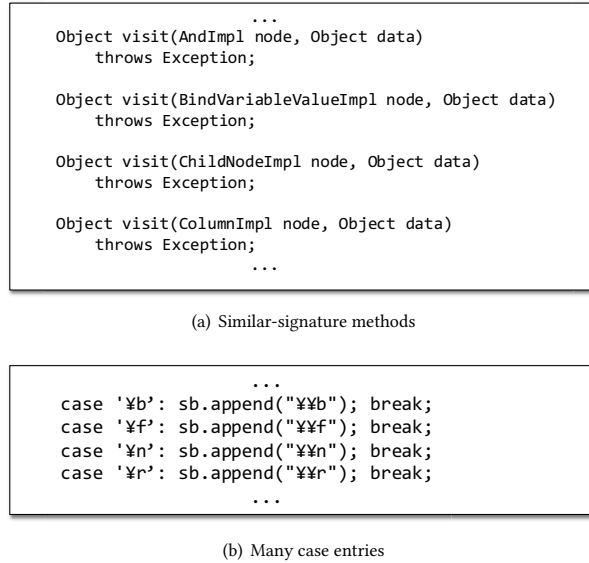 ...
Object visit(AndImpl node, Object data)
throws Exception;
Object visit(BindVariableValueImpl node, Object data)
throws Exception;
Object visit(ChildNodeImpl node, Object data)
throws Exception;
Object visit(ColumnImpl node, Object data)
throws Exception;
...
(a) Similar-signature methods
...
case '¥b’: sb.append("¥¥b"); break;
case '¥f’: sb.append("¥¥f"); break;
case '¥n’: sb.append("¥¥n"); break;
case '¥r’: sb.append("¥¥r"); break;
...
(b) Many case entries